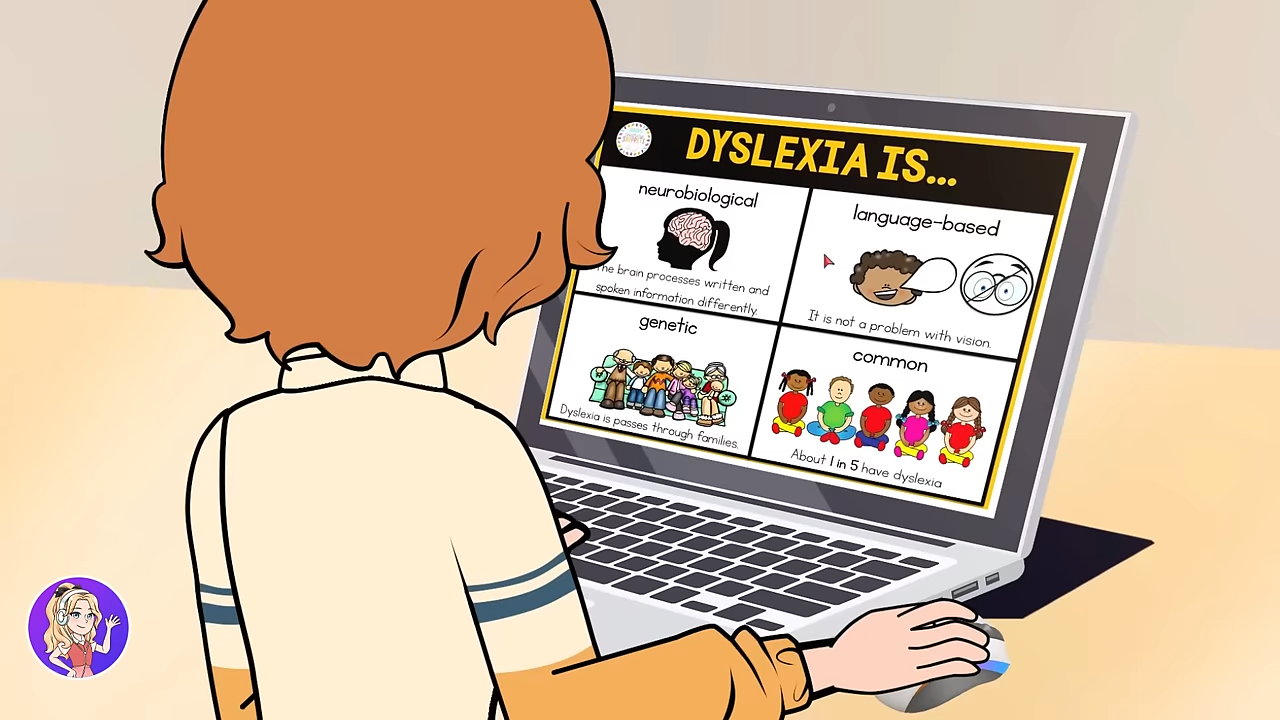 DYSLEXIA IS...
neurobiological
The brain processes written and
spoken information differently.
language-based
It is not a problem with vision.
genetic
Dyslexia is passes through families.
common
About 1 in 5 have dyslexia